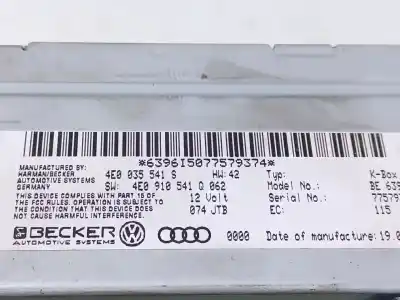 *6396I5077579374*
MANUFACTURED BY:
HARMAN/BECKER 4E0 035 541 S HW: 42 Typ: K-Box
AUTOMOTIVE SYSTEMS
GERMANY SW: 4E0 910 541 Q 062 Model No.: BE 639
THIS DEVICE COMPLIES WITH PART 15 OF 12 Volt Serial No.: 77579
THE FCC RULES. OPERATION IS SUBJECT
TO THE CONDITION THAT THIS DEVICE 074 JTB EC: 115
DOES NOT CAUSE HARMFUL INTERFERENCE
BECKER 0000 Date of manufacture: 19.0
AUTOMOTIVE SYSTEMS